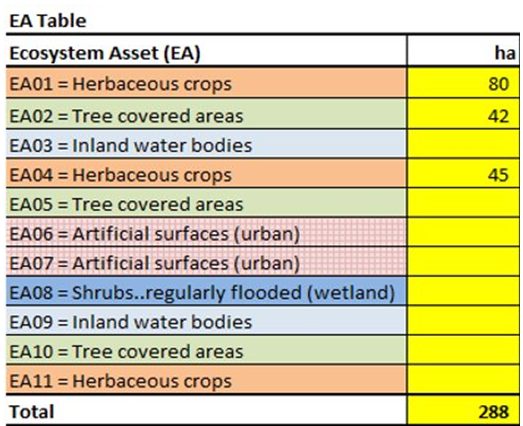 EA Table
Ecosystem Asset (EA) ha
EA01 = Herbaceous crops 80
EA02 = Tree covered areas 42
EA03 = Inland water bodies
EA04 = Herbaceous crops 45
EA05 = Tree covered areas
EA06 = Artificial surfaces (urban)
EA07 = Artificial surfaces (urban)
EA08 = Shrubs..regularly flooded (wetland)
EA09 = Inland water bodies
EA10 = Tree covered areas
EA11 = Herbaceous crops
Total 288